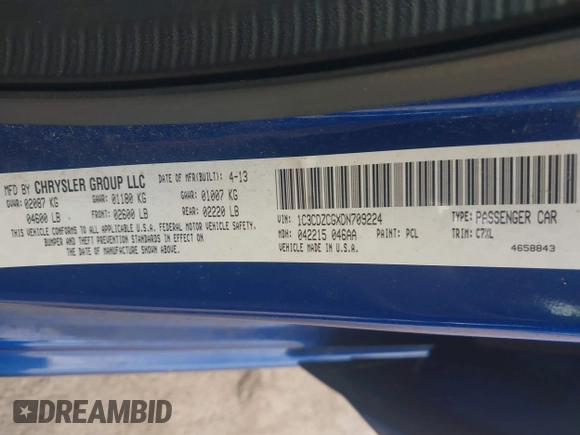 MFD BY CHRYSLER GROUP LLC DATE OF MFR(BUILT): 4-13
GVWR: 02087 KG GAWR: 01180 KG GAWR: 01007 KG
04600 LB FRONT: 02600 LB REAR: 02220 LB
THIS VEHICLE CONFORMS TO ALL APPLICABLE U.S.A. FEDERAL MOTOR VEHICLE SAFETY,
BUMPER AND THEFT PREVENTION STANDARDS IN EFFECT ON
THE DATE OF MANUFACTURE SHOWN ABOVE.
VIN: 1C3CDZCGXDN709224 TYPE: PASSENGER CAR
MDH: 042215 046AA PAINT: PCL TRIM: C7XL
VEHICLE MADE IN U.S.A. 4658843
DREAMBID